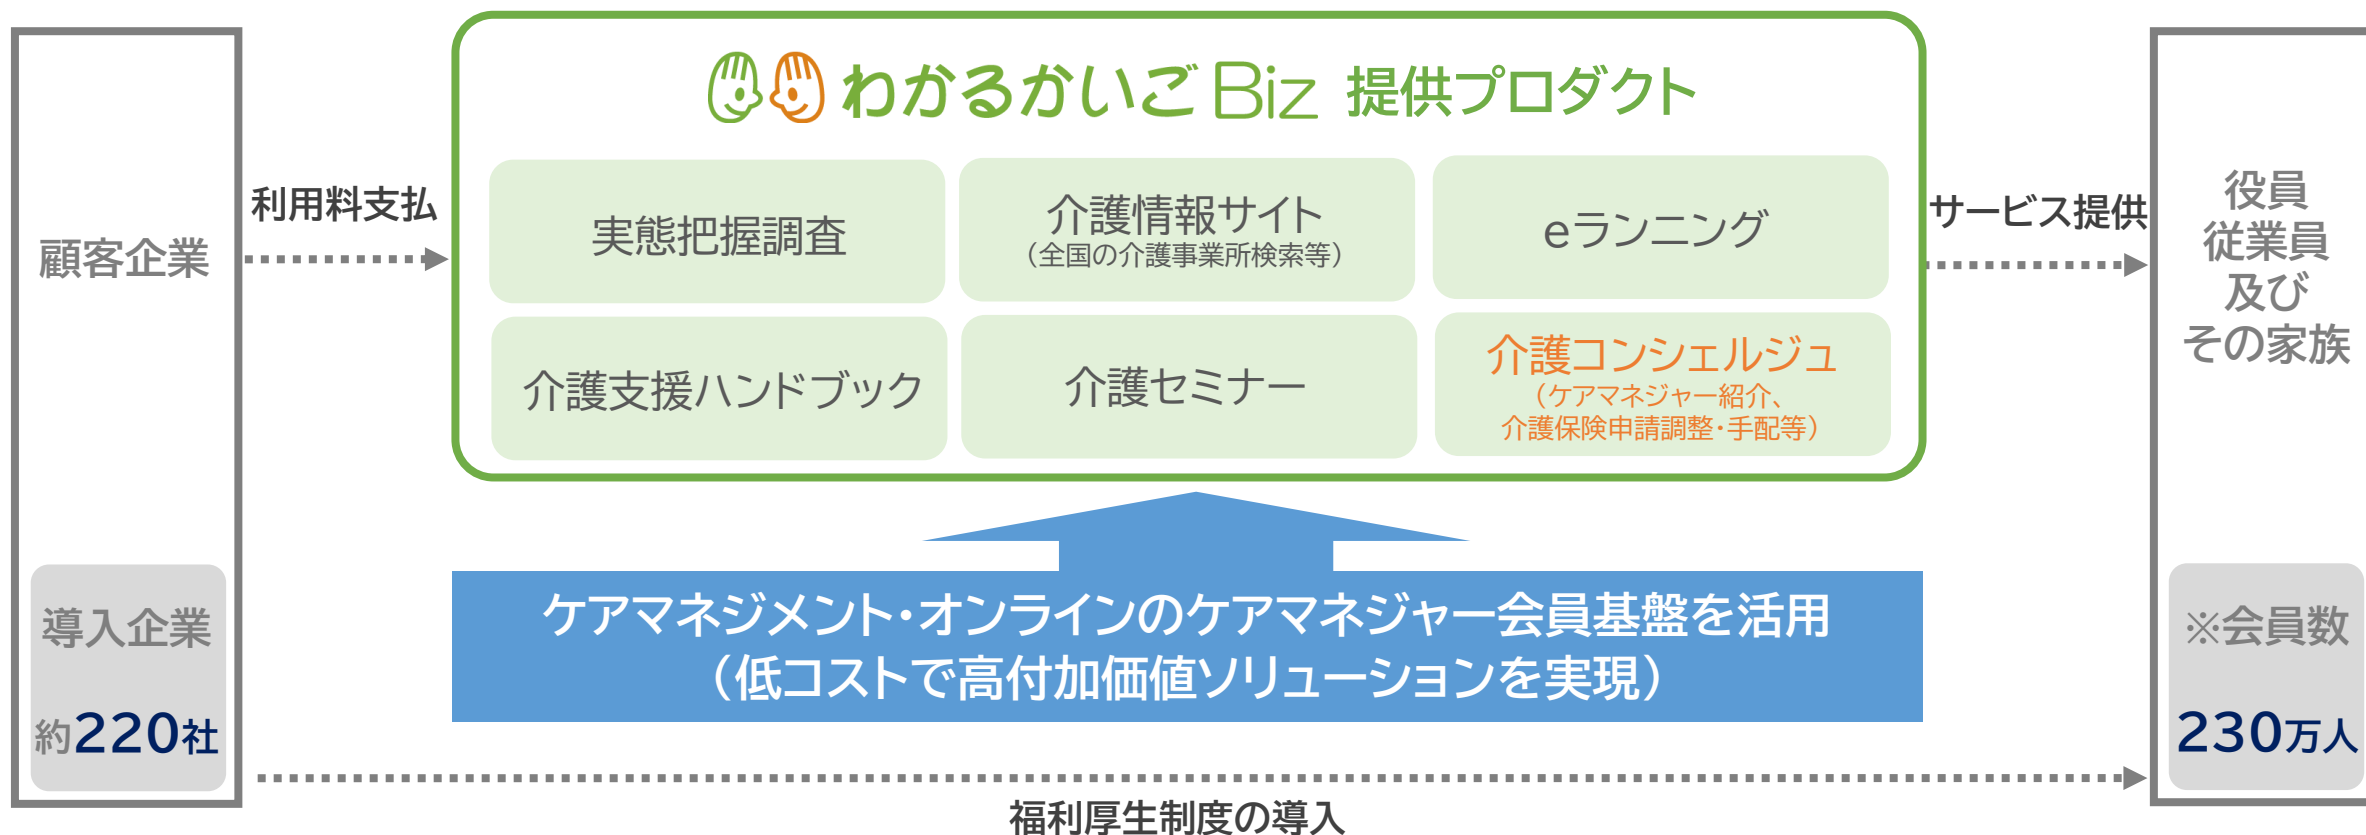 わかるかいごBiz 提供プロダクト
顧客企業
利用料支払
実態把握調査
介護情報サイト
（全国の介護事業所検索等）
eランニング
介護支援ハンドブック
介護セミナー
介護コンシェルジュ
（ケアマネジャー紹介、
介護保険申請調整・手配等）
サービス提供
役員
従業員
及び
その家族
ケアマネジメント・オンラインのケアマネジャー会員基盤を活用
（低コストで高付加価値ソリューションを実現）
導入企業
約220社
※会員数
230万人
福利厚生制度の導入